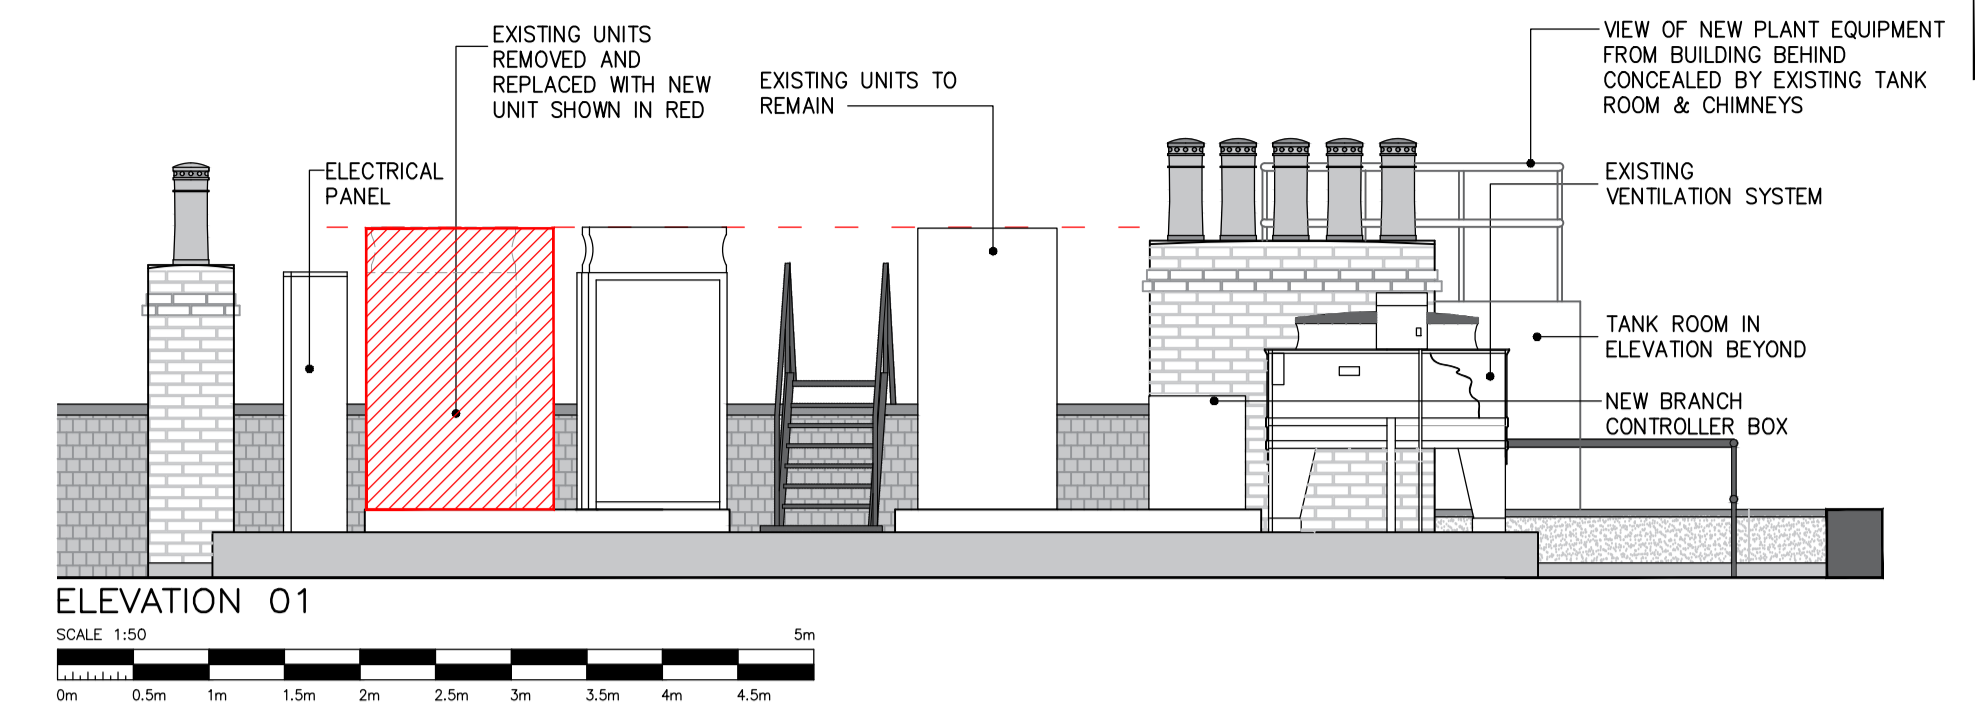 EXISTING UNITS
REMOVED AND
REPLACED WITH NEW
UNIT SHOWN IN RED
EXISTING UNITS TO
REMAIN
VIEW OF NEW PLANT EQUIPMENT
FROM BUILDING BEHIND
CONCEALED BY EXISTING TANK
ROOM & CHIMNEYS
ELECTRICAL
PANEL
EXISTING
VENTILATION SYSTEM
TANK ROOM IN
ELEVATION BEYOND
NEW BRANCH
CONTROLLER BOX
ELEVATION 01
SCALE 1:50
5m
0m 0.5m 1m 1.5m 2m 2.5m 3m 3.5m 4m 4.5m